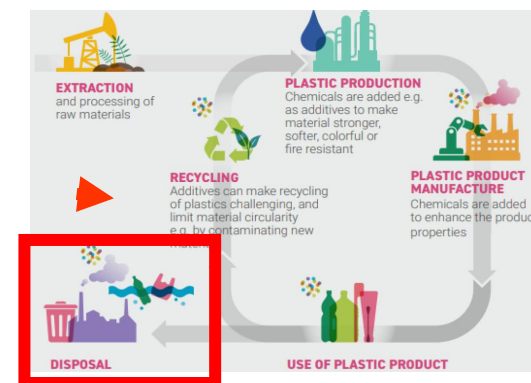 EXTRACTION
and processing of
raw materials
PLASTIC PRODUCTION
Chemicals are added e.g.
as additives to make
material stronger,
softer, colorful or
fire resistant
RECYCLING
Additives can make recycling
of plastics challenging, and
limit material circularity
e.g. by contaminating new
PLASTIC PRODUCT
MANUFACTURE
Chemicals are added
to enhance the produc
properties
DISPOSAL
USE OF PLASTIC PRODUCT